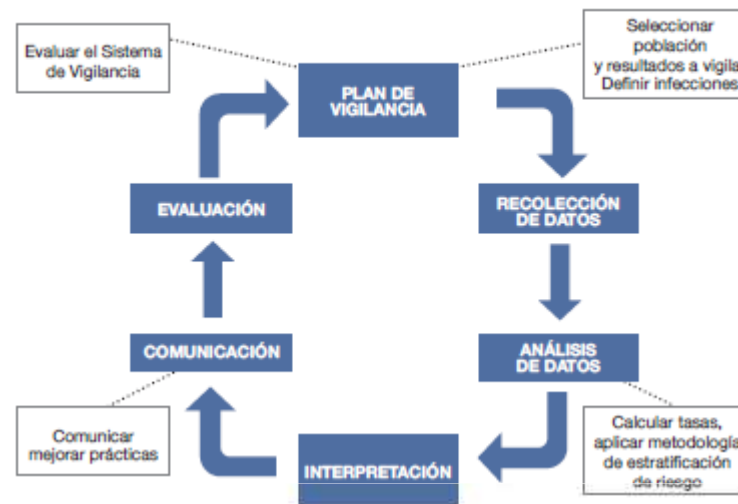 Evaluar el Sistema
de Vigilancia
Seleccionar
población
y resultados a vigila
Definir infecciones
PLAN DE
VIGILANCIA
EVALUACIÓN
RECOLECCIÓN
DE DATOS
COMUNICACIÓN
ANÁLISIS
DE DATOS
Comunicar
mejorar prácticas
INTERPRETACIÓN
Calcular tasas,
aplicar metodología
de estratificación
de riesgo